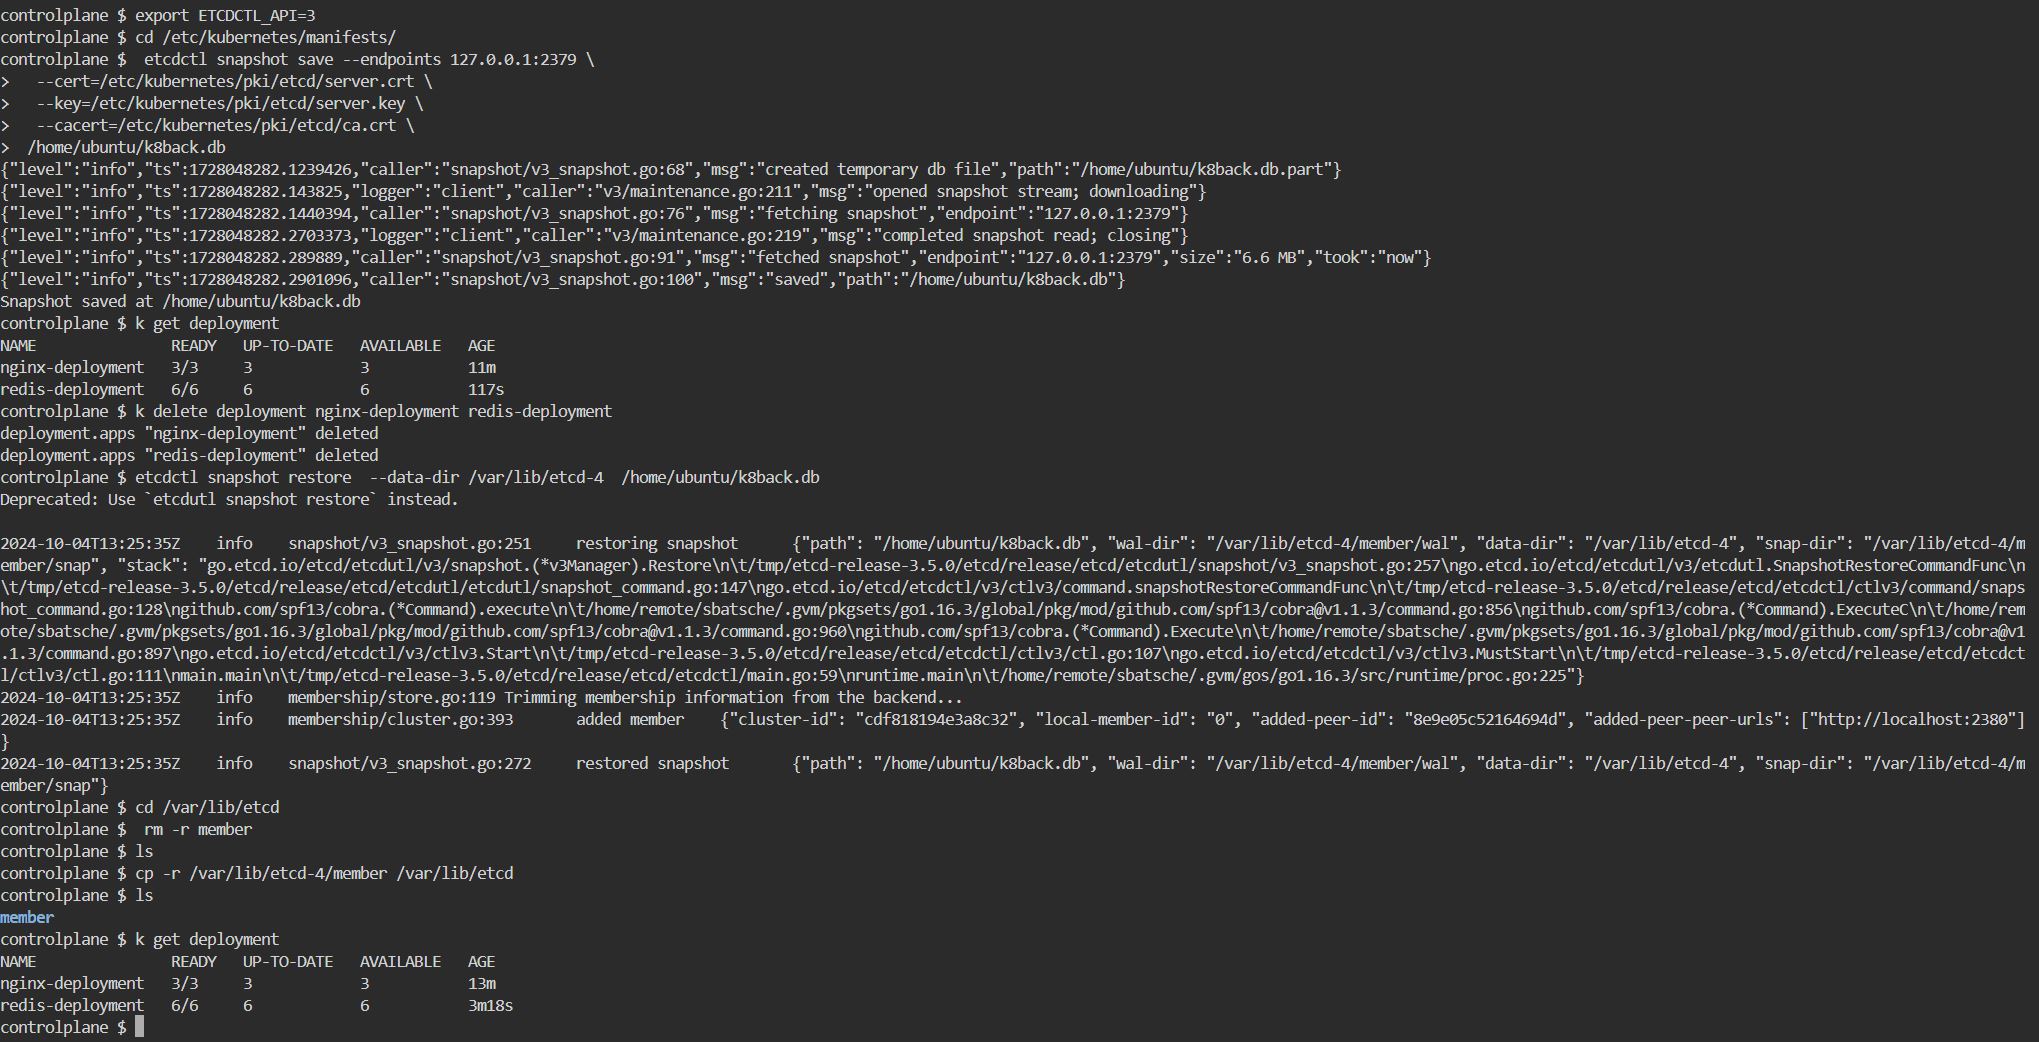 controlplane $ export ETCDCTL_API=3
controlplane $ cd /etc/kubernetes/manifests/
controlplane $  etcdctl snapshot save --endpoints 127.0.0.1:2379 \
>   --cert=/etc/kubernetes/pki/etcd/server.crt \
>   --key=/etc/kubernetes/pki/etcd/server.key \
>   --cacert=/etc/kubernetes/pki/etcd/ca.crt \
>  /home/ubuntu/k8back.db
{"level":"info","ts":1728048282.1239426,"caller":"snapshot/v3_snapshot.go:68","msg":"created temporary db file","path":"/home/ubuntu/k8back.db.part"}
{"level":"info","ts":1728048282.143825,"logger":"client","caller":"v3/maintenance.go:211","msg":"opened snapshot stream; downloading"}
{"level":"info","ts":1728048282.1440394,"caller":"snapshot/v3_snapshot.go:76","msg":"fetching snapshot","endpoint":"127.0.0.1:2379"}
{"level":"info","ts":1728048282.2703373,"logger":"client","caller":"v3/maintenance.go:219","msg":"completed snapshot read; closing"}
{"level":"info","ts":1728048282.289889,"caller":"snapshot/v3_snapshot.go:91","msg":"fetched snapshot","endpoint":"127.0.0.1:2379","size":"6.6 MB","took":"now"}
{"level":"info","ts":1728048282.2901096,"caller":"snapshot/v3_snapshot.go:100","msg":"saved","path":"/home/ubuntu/k8back.db"}
Snapshot saved at /home/ubuntu/k8back.db
controlplane $ k get deployment
NAME               READY   UP-TO-DATE   AVAILABLE   AGE
nginx-deployment   3/3     3            3           11m
redis-deployment   6/6     6            6           117s
controlplane $ k delete deployment nginx-deployment redis-deployment
deployment.apps "nginx-deployment" deleted
deployment.apps "redis-deployment" deleted
controlplane $ etcdctl snapshot restore  --data-dir /var/lib/etcd-4  /home/ubuntu/k8back.db
Deprecated: Use `etcdutl snapshot restore` instead.
2024-10-04T13:25:35Z    info    snapshot/v3_snapshot.go:251     restoring snapshot      {"path": "/home/ubuntu/k8back.db", "wal-dir": "/var/lib/etcd-4/member/wal", "data-dir": "/var/lib/etcd-4", "snap-dir": "/var/lib/etcd-4/m
ember/snap", "stack": "go.etcd.io/etcd/etcdutl/v3/snapshot.(*v3Manager).Restore\n\t/tmp/etcd-release-3.5.0/etcd/release/etcd/etcdutl/snapshot/v3_snapshot.go:257\ngo.etcd.io/etcd/etcdutl/v3/etcdutl.SnapshotRestoreCommandFunc\n
\t/tmp/etcd-release-3.5.0/etcd/release/etcd/etcdutl/etcdutl/snapshot_command.go:147\ngo.etcd.io/etcd/etcdctl/v3/ctlv3/command.snapshotRestoreCommandFunc\n\t/tmp/etcd-release-3.5.0/etcd/release/etcd/etcdctl/ctlv3/command/snaps
hot_command.go:128\ngithub.com/spf13/cobra.(*Command).execute\n\t/home/remote/sbatsche/.gvm/pkgsets/go1.16.3/global/pkg/mod/github.com/spf13/cobra@v1.1.3/command.go:856\ngithub.com/spf13/cobra.(*Command).ExecuteC\n\t/home/rem
ote/sbatsche/.gvm/pkgsets/go1.16.3/global/pkg/mod/github.com/spf13/cobra@v1.1.3/command.go:960\ngithub.com/spf13/cobra.(*Command).Execute\n\t/home/remote/sbatsche/.gvm/pkgsets/go1.16.3/global/pkg/mod/github.com/spf13/cobra@v1
.1.3/command.go:897\ngo.etcd.io/etcd/etcdctl/v3/ctlv3.Start\n\t/tmp/etcd-release-3.5.0/etcd/release/etcd/etcdctl/ctlv3/ctl.go:107\ngo.etcd.io/etcd/etcdctl/v3/ctlv3.MustStart\n\t/tmp/etcd-release-3.5.0/etcd/release/etcd/etcdct
l/ctlv3/ctl.go:111\nmain.main\n\t/tmp/etcd-release-3.5.0/etcd/release/etcd/etcdctl/main.go:59\nruntime.main\n\t/home/remote/sbatsche/.gvm/gos/go1.16.3/src/runtime/proc.go:225"}
2024-10-04T13:25:35Z    info    membership/store.go:119 Trimming membership information from the backend...
2024-10-04T13:25:35Z    info    membership/cluster.go:393       added member    {"cluster-id": "cdf818194e3a8c32", "local-member-id": "0", "added-peer-id": "8e9e05c52164694d", "added-peer-peer-urls": ["http://localhost:2380"]
}
2024-10-04T13:25:35Z    info    snapshot/v3_snapshot.go:272     restored snapshot       {"path": "/home/ubuntu/k8back.db", "wal-dir": "/var/lib/etcd-4/member/wal", "data-dir": "/var/lib/etcd-4", "snap-dir": "/var/lib/etcd-4/m
ember/snap"}
controlplane $ cd /var/lib/etcd
controlplane $  rm -r member
controlplane $ ls
controlplane $ cp -r /var/lib/etcd-4/member /var/lib/etcd
controlplane $ ls
member
controlplane $ k get deployment
NAME               READY   UP-TO-DATE   AVAILABLE   AGE
nginx-deployment   3/3     3            3           13m
redis-deployment   6/6     6            6           3m18s
controlplane $